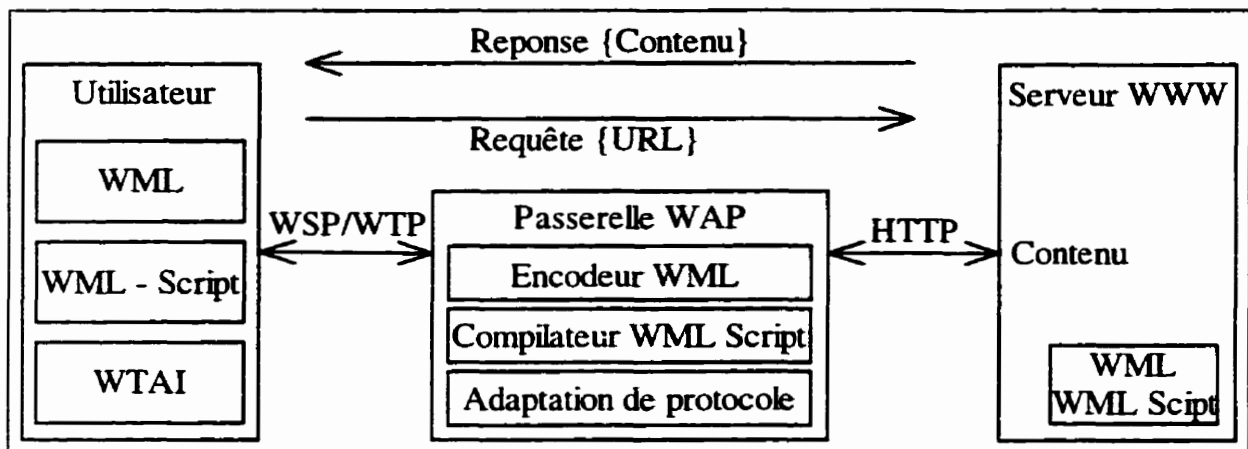 Reponse {Contenu}
Requête {URL}
Utilisateur
WML
WML - Script
WTAI
WSP/WTP
Passerelle WAP
Encodeur WML
Compilateur WML Script
Adaptation de protocole
HTTP
Serveur WWW
Contenu
WML
WML Scipt